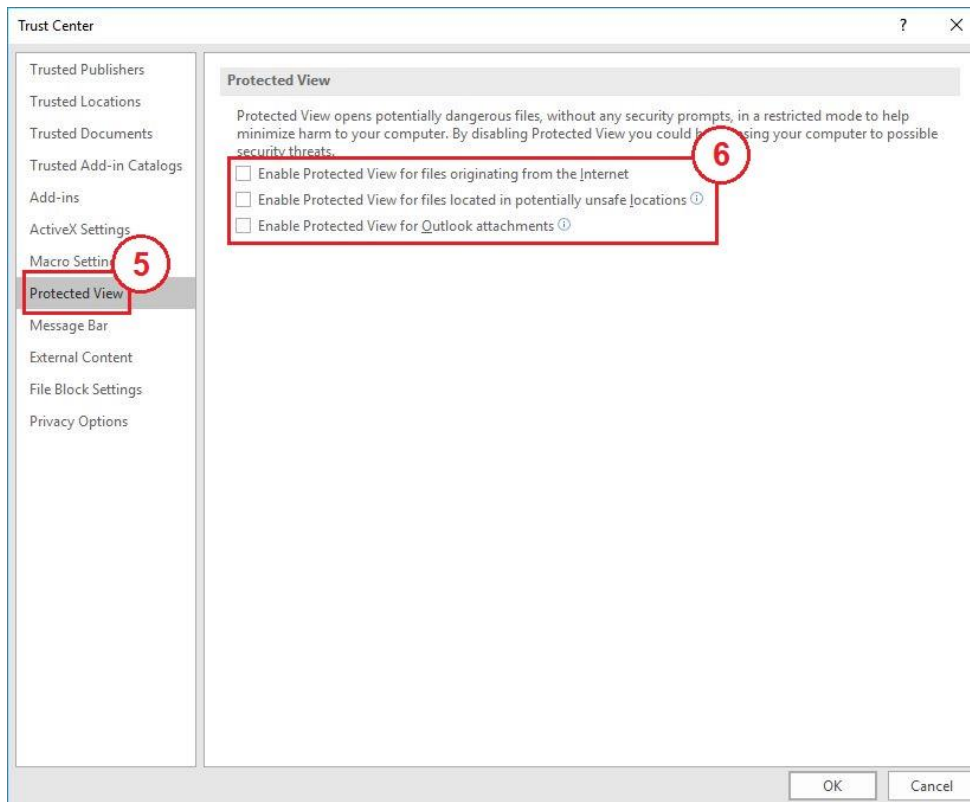 Trust Center
?
Trusted Publishers
Trusted Locations
Trusted Documents
Trusted Add-in Catalogs
Add-ins
ActiveX Settings
Macro Settin
5
Protected View
Message Bar
External Content
File Block Settings
Privacy Options
Protected View
Protected View opens potentially dangerous files, without any security prompts, in a restricted mode to help
minimize harm to your computer. By disabling Protected View you could your computer to possible
security threats.
6
Enable Protected View for files originating from the Internet
Enable Protected View for files located in potentially unsafe locations
Enable Protected View for Outlook attachments
OK
Cancel